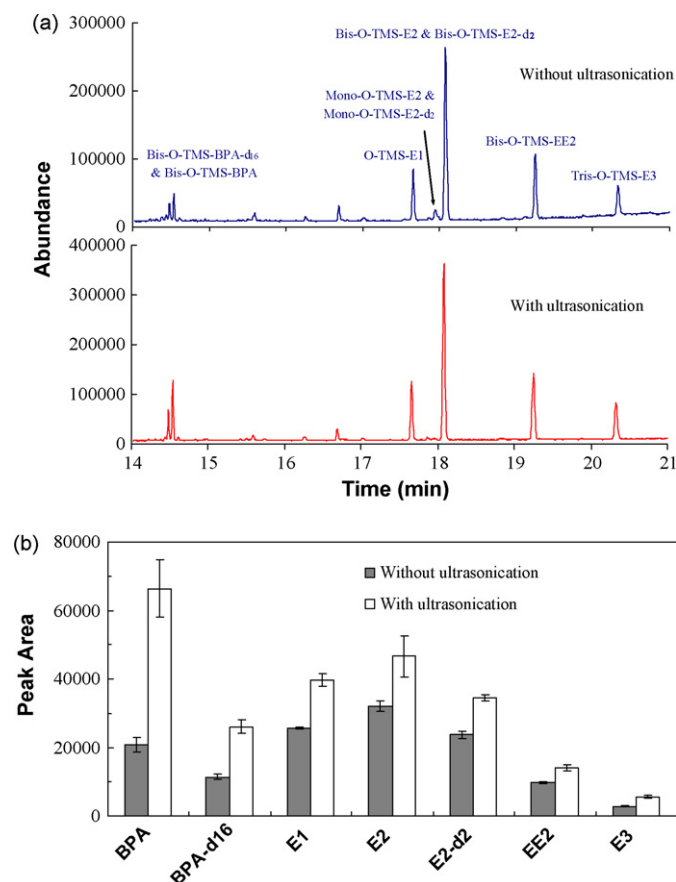 (a)
Abundance
300000
200000
100000
0
Bis-O-TMS-E2 & Bis-O-TMS-E2-d2
Without ultrasonication
Mono-O-TMS-E2 &
Mono-O-TMS-E2-d2
Bis-O-TMS-BPA-d16
& Bis-O-TMS-BPA
O-TMS-E1
Bis-O-TMS-EE2
Tris-O-TMS-E3
400000
300000
200000
100000
0
With ultrasonication
14 15 16 17 18 19 20 21
Time (min)
(b)
Peak Area
80000
60000
40000
20000
0
Without ultrasonication
With ultrasonication
BPA
BPA-d16
E1
E2
E2-d2
EE2
E3